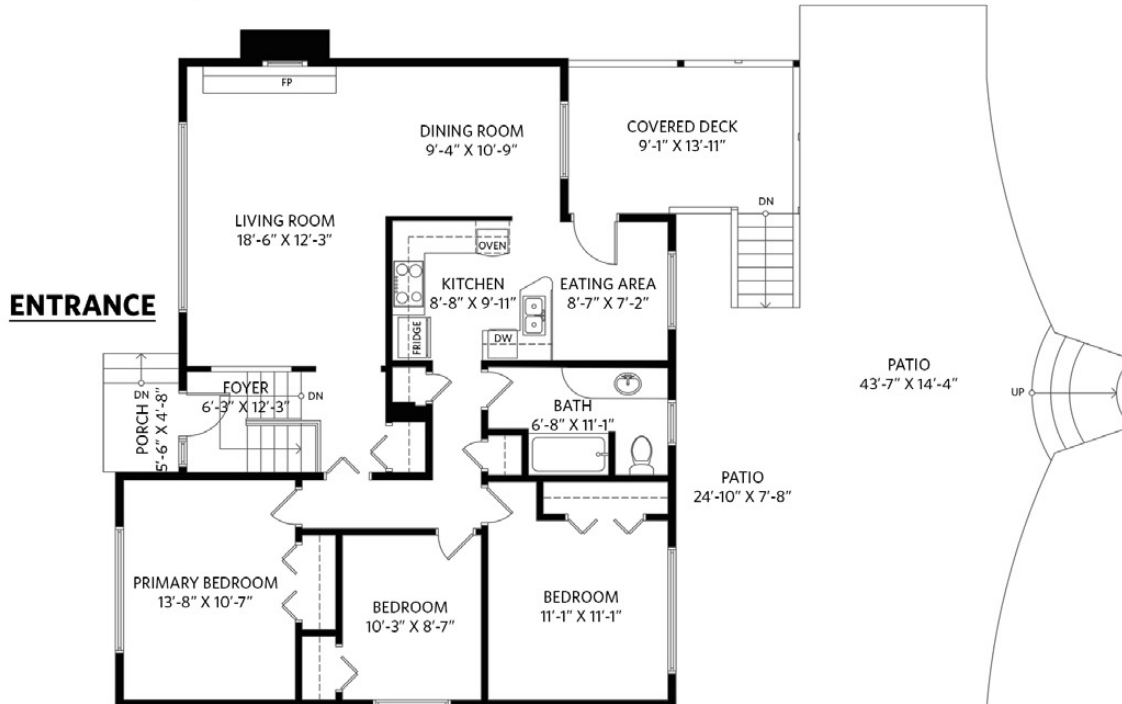 FP
DINING ROOM
9'-4" X 10'-9"
COVERED DECK
9'-1" X 13'-11"
DN
LIVING ROOM
18'-6" X 12'-3"
OVEN
KITCHEN
8'-8" X 9'-11"
EATING AREA
8'-7" X 7'-2"
ENTRANCE
FRIDGE
DW
PATIO
43'-7" X 14'-4"
UP
DN
PORCH
5'-6" X 4'-8"
FOYER
6'-3" X 12'-3"
DN
BATH
6'-8" X 11'-1"
PATIO
24'-10" X 7'-8"
PRIMARY BEDROOM
13'-8" X 10'-7"
BEDROOM
10'-3" X 8'-7"
BEDROOM
11'-1" X 11'-1"